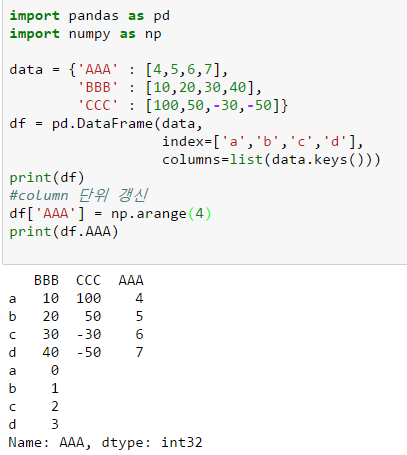 import pandas as pd
import numpy as np

data = {'AAA' : [4,5,6,7],
        'BBB' : [10,20,30,40],
        'CCC' : [100,50,-30,-50]}
df = pd.DataFrame(data,
                  index=['a','b','c','d'],
                  columns=list(data.keys()))
print(df)
#column 단위 갱신
df['AAA'] = np.arange(4)
print(df.AAA)

   BBB  CCC  AAA
a   10  100    4
b   20   50    5
c   30  -30    6
d   40  -50    7
a    0
b    1
c    2
d    3
Name: AAA, dtype: int32